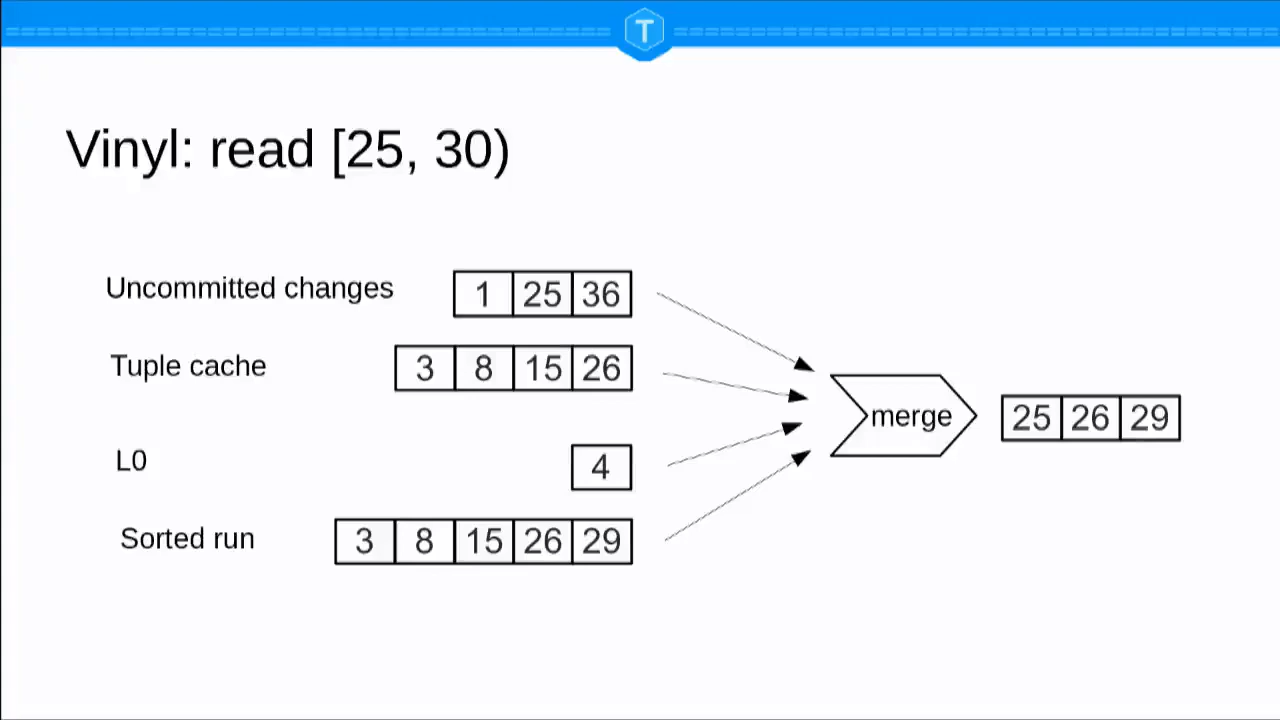 T
Vinyl: read [25, 30)
Uncommitted changes 1 25 36
Tuple cache 3 8 15 26
merge 25 26 29
L0 4
Sorted run 3 8 15 26 29